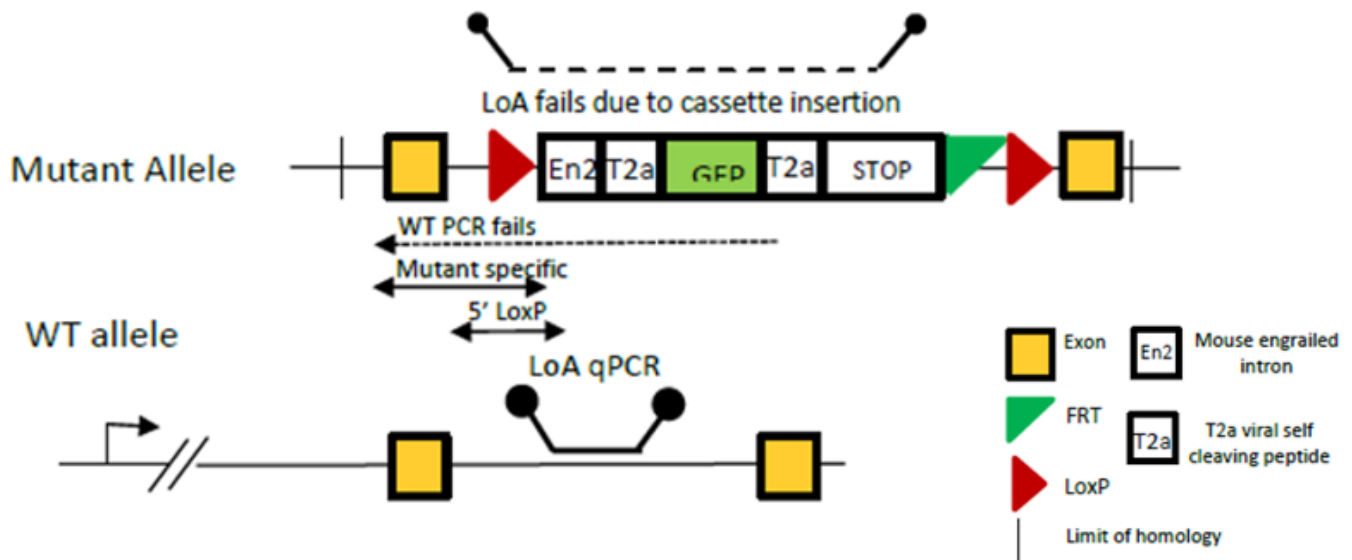 LoA fails due to cassette insertion
Mutant Allele
En2 T2a GFP T2a STOP
WT PCR fails
Mutant specific
5' LoxP
WT allele
LoA qPCR
Exon
En2
Mouse engrailed
intron
FRT
T2a
T2a viral self
cleaving peptide
LoxP
Limit of homology